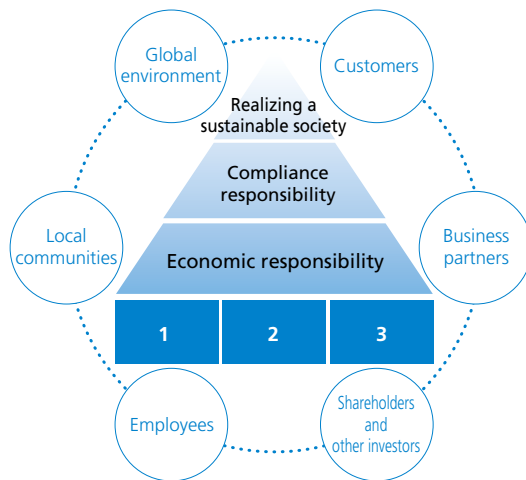 Global
environment
Customers
Realizing a
sustainable society
Compliance
responsibility
Local
communities
Business
partners
Economic responsibility
1 2 3
Employees
Shareholders
and
other investors